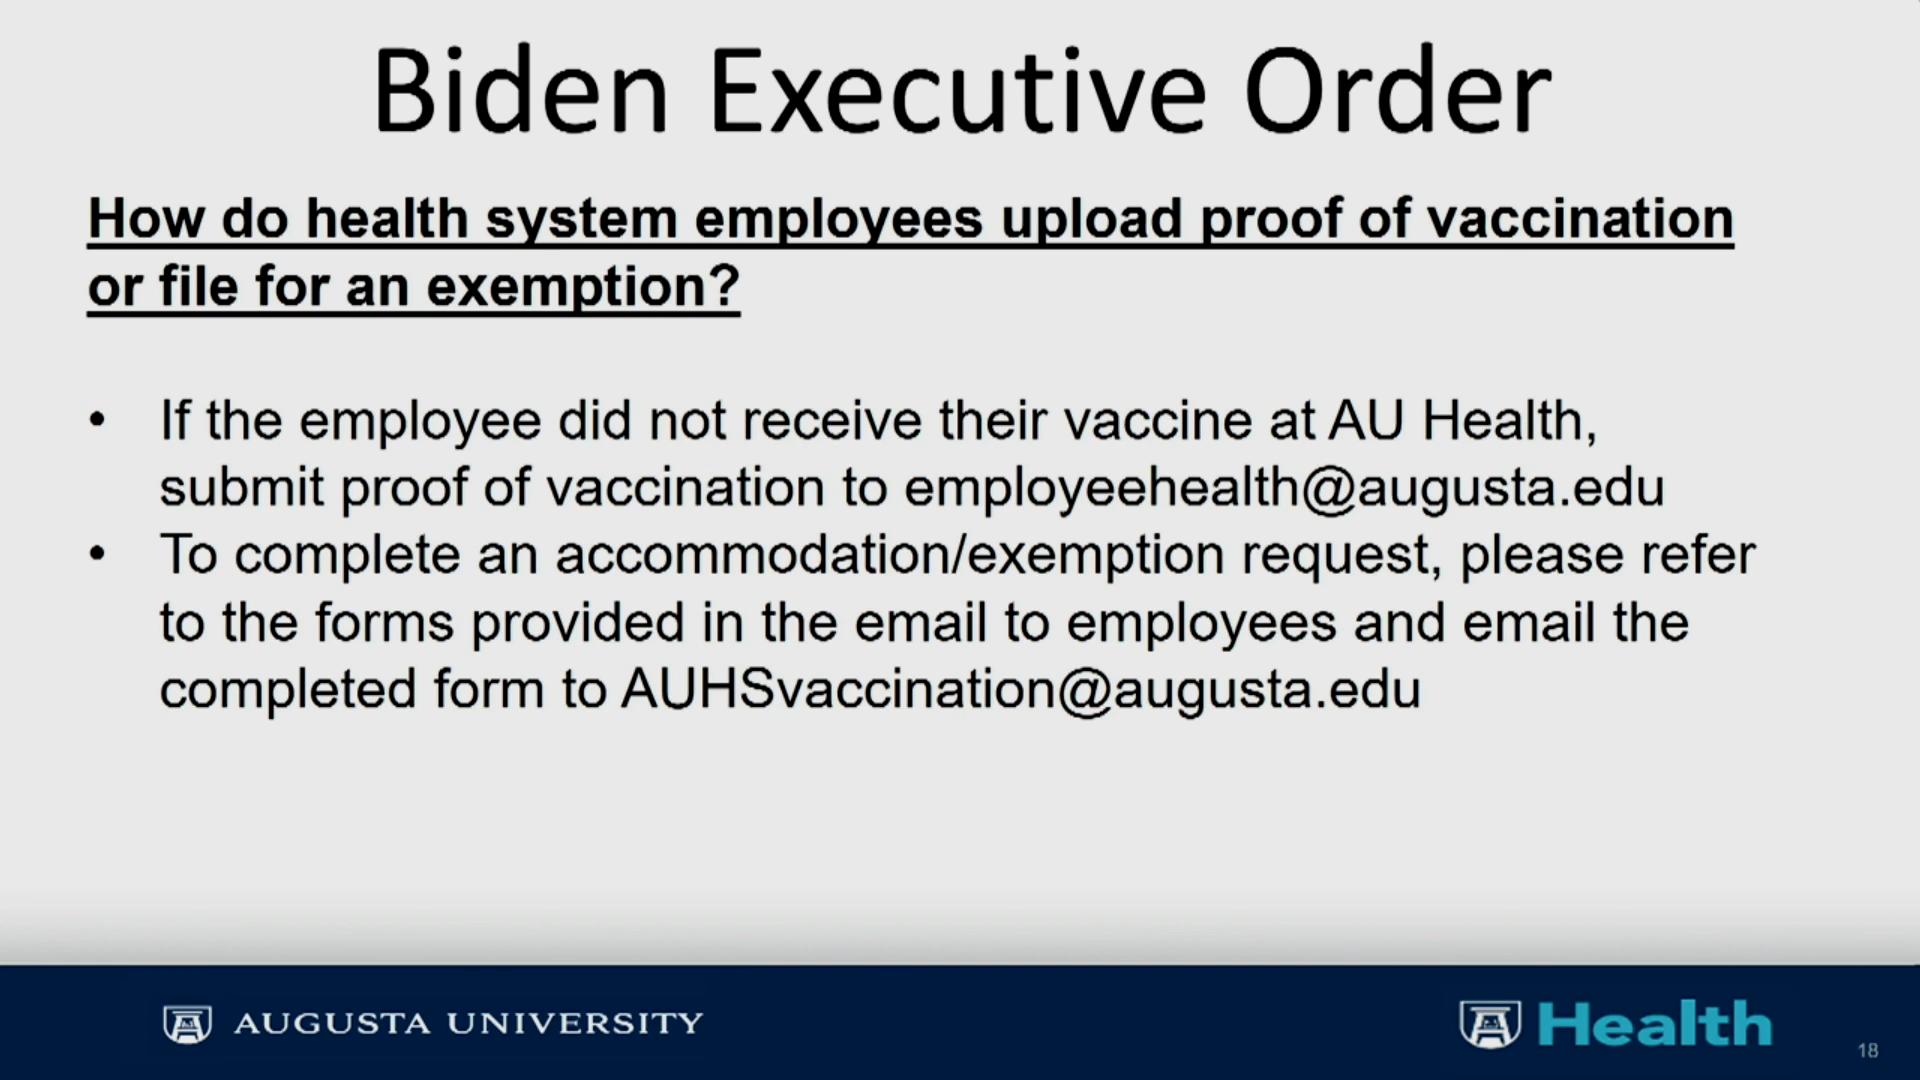 Biden Executive Order
How do health system employees upload proof of vaccination
or file for an exemption?
• If the employee did not receive their vaccine at AU Health,
submit proof of vaccination to employeehealth@augusta.edu
• To complete an accommodation/exemption request, please refer
to the forms provided in the email to employees and email the
completed form to AUHSvaccination@augusta.edu
AUGUSTA UNIVERSITY
Health
18